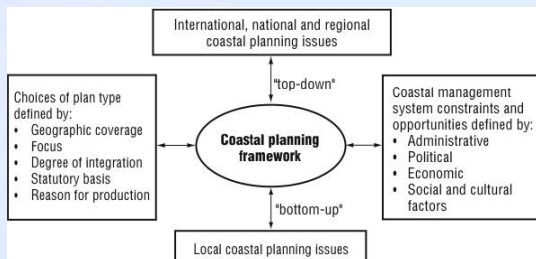 International, national and regional
coastal planning issues
"top-down"
Choices of plan type
defined by:
• Geographic coverage
• Focus
• Degree of integration
• Statutory basis
• Reason for production
Coastal planning
framework
Coastal management
system constraints and
opportunities defined by:
• Administrative
• Political
• Economic
• Social and cultural
factors
"bottom-up"
Local coastal planning issues